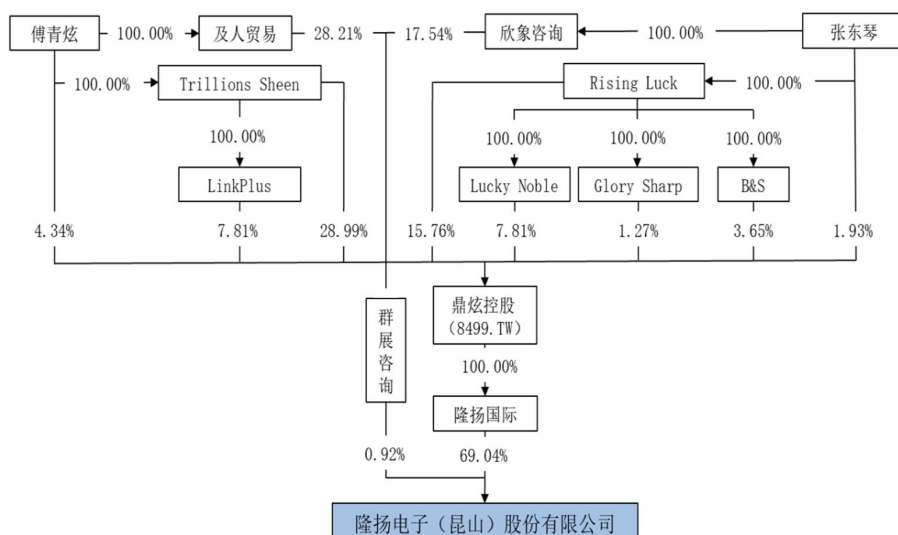 傅青炫 100.00% 及人贸易 28.21% 17.54% 欣象咨询 100.00% 张东琴
100.00% Trillions Sheen Rising Luck 100.00%
100.00% 100.00% 100.00% 100.00%
LinkPlus Lucky Noble Glory Sharp B&S
4.34% 7.81% 28.99% 15.76% 7.81% 1.27% 3.65% 1.93%
群展咨询
鼎炫控股
(8499.TW)
100.00%
隆扬国际
0.92% 69.04%
隆扬电子（昆山）股份有限公司